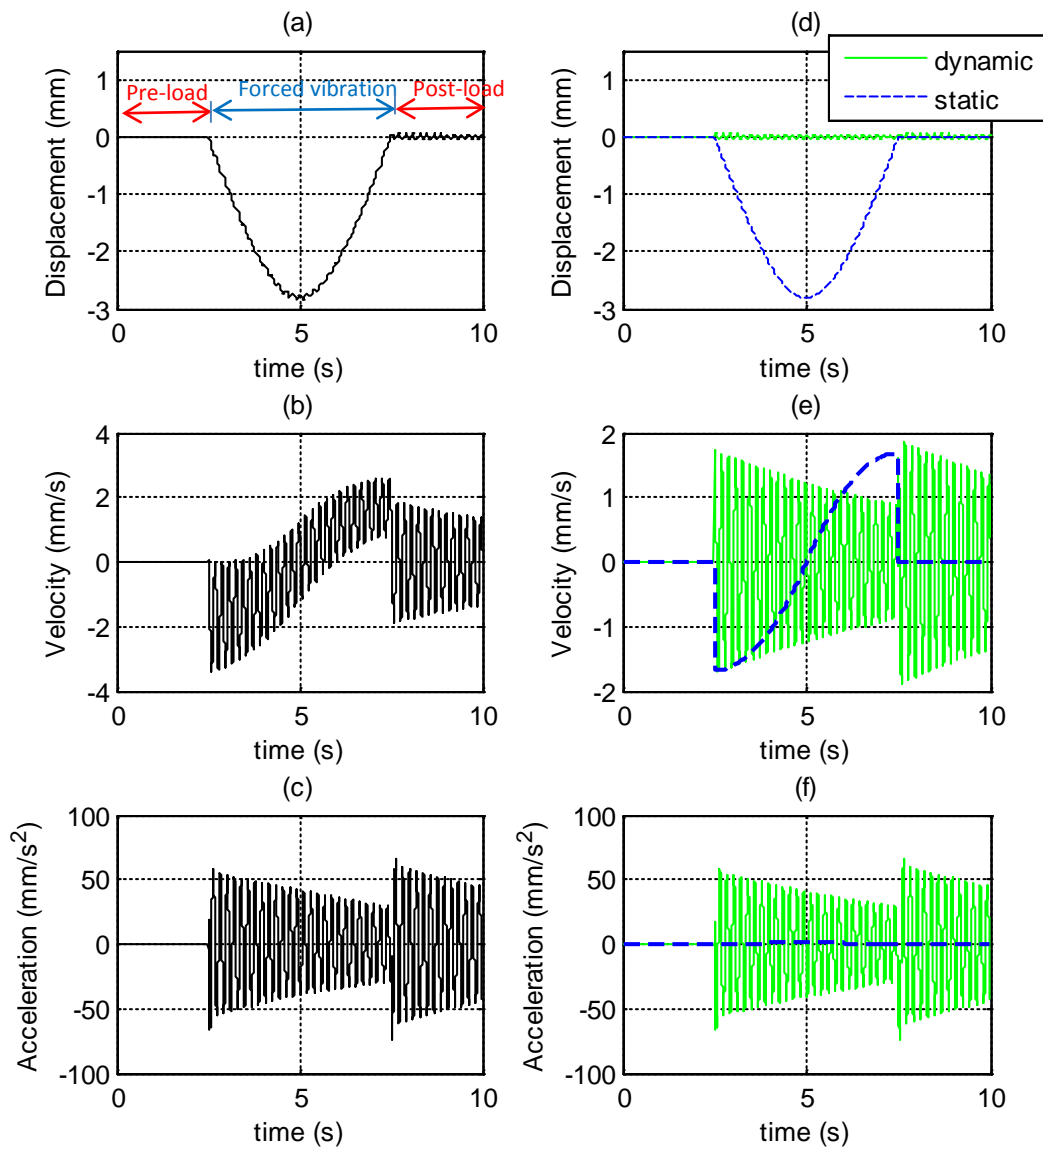 (a)
Displacement (mm)
1
0
-1
-2
-3
Pre-load
Forced vibration
Post-load
0
5
10
time (s)
(d)
dynamic
static
Displacement (mm)
1
0
-1
-2
-3
0
5
10
time (s)
(b)
Velocity (mm/s)
4
2
0
-2
-4
0
5
10
time (s)
(e)
Velocity (mm/s)
2
1
0
-1
-2
0
5
10
time (s)
(c)
Acceleration (mm/s²)
100
50
0
-50
-100
0
5
10
time (s)
(f)
Acceleration (mm/s²)
100
50
0
-50
-100
0
5
10
time (s)